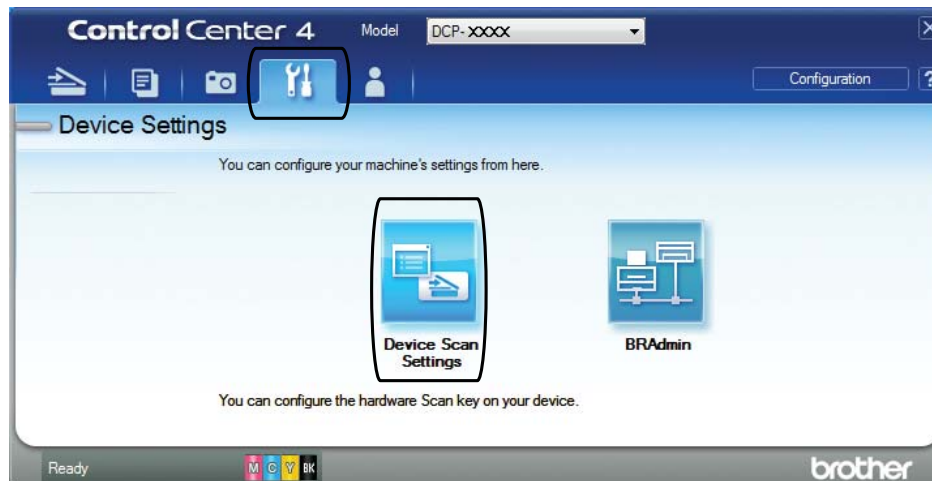 Control Center 4 Model DCP-XXXX X
Configuration ?
Device Settings
You can configure your machine's settings from here.
Device Scan
Settings
BRAdmin
You can configure the hardware Scan key on your device.
Ready M C Y BK brother